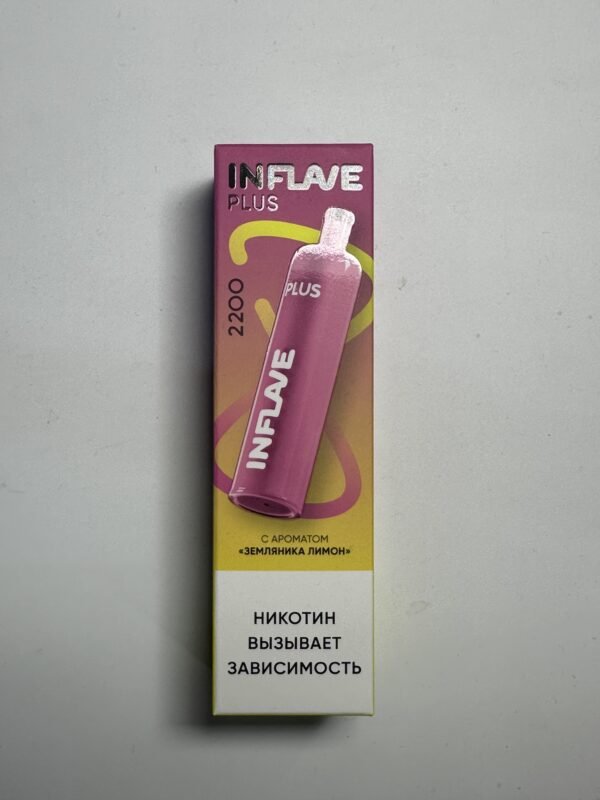 INFLAVE
PLUS
2200
PLUS
INFLAVE
С АРОМАТОМ
«ЗЕМЛЯНИКА ЛИМОН»
НИКОТИН
ВЫЗЫВАЕТ
ЗАВИСИМОСТЬ